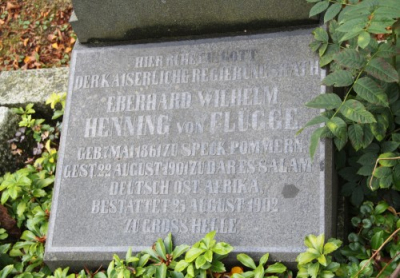 HIER RUHET IN GOTT
DER KAISERLICHE REGIERUNGSRATH
EBERHARD WILHELM
HENNING VON FLÜGGE
GEB. 7 MAI 1861 ZU SPECK POMMERN
GEST. 22 AUGUST 1901 ZU DAR ES SALAM
DEUTSCH OST AFRIKA.
BESTATTET 25 AUGUST 1902
ZU GROSS HELLE